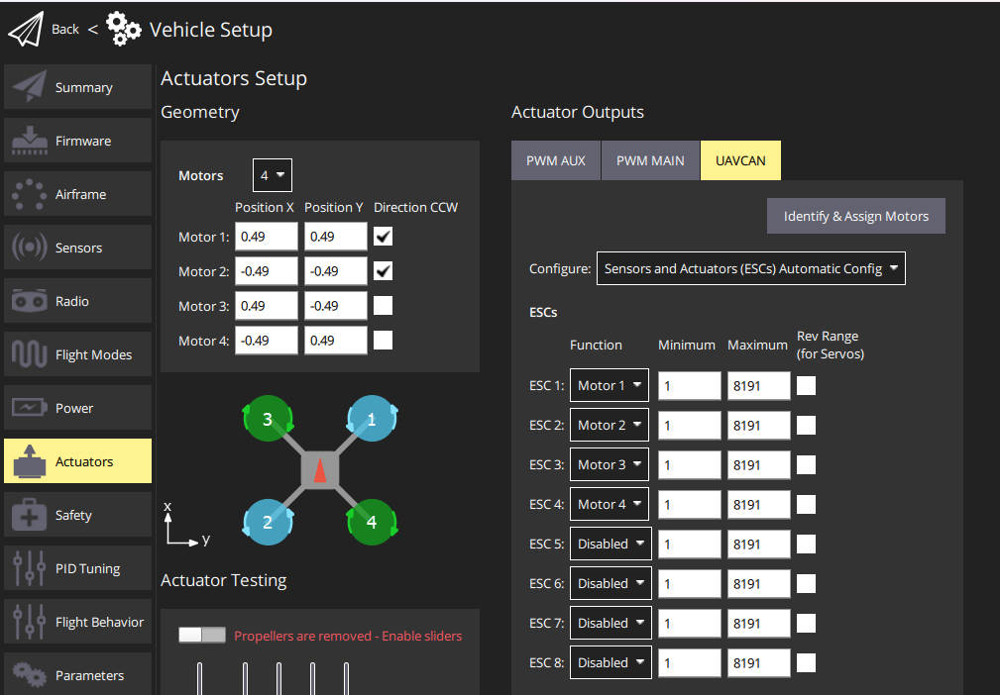 Back < Vehicle Setup
Summary
Firmware
Airframe
Sensors
Radio
Flight Modes
Power
Actuators
Safety
PID Tuning
Flight Behavior
Parameters
Actuators Setup
Geometry
Motors 4
Position X Position Y Direction CCW
Motor 1: 0.49 0.49
Motor 2: -0.49 -0.49
Motor 3: 0.49 -0.49
Motor 4: -0.49 0.49
3 1
2 4
x
y
Actuator Testing
Propellers are removed - Enable sliders
Actuator Outputs
PWM AUX PWM MAIN UAVCAN
Identify & Assign Motors
Configure: Sensors and Actuators (ESCs) Automatic Config
ESCs
Function Minimum Maximum Rev Range
(for Servos)
ESC 1: Motor 1 1 8191
ESC 2: Motor 2 1 8191
ESC 3: Motor 3 1 8191
ESC 4: Motor 4 1 8191
ESC 5: Disabled 1 8191
ESC 6: Disabled 1 8191
ESC 7: Disabled 1 8191
ESC 8: Disabled 1 8191